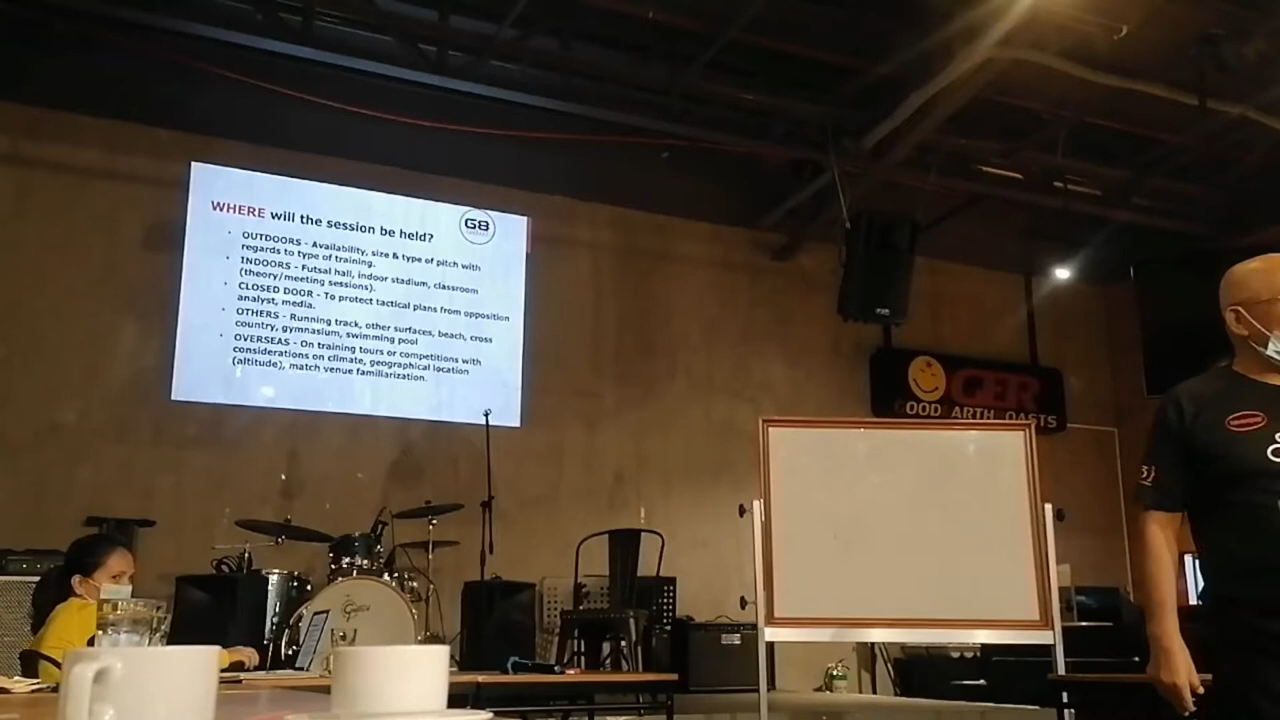 WHERE will the session be held?
G8
• OUTDOORS - Availability, size & type of pitch with
regards to type of training.
• INDOORS - Futsal hall, indoor stadium, classroom
(theory/meeting sessions).
• CLOSED DOOR - To protect tactical plans from opposition
analyst, media.
• OTHERS - Running track, other surfaces, beach, cross
country, gymnasium, swimming pool
• OVERSEAS - On training tours or competitions with
considerations on climate, geographical location
(altitude), match venue familiarization.
GER
GOOD EARTH ROASTS